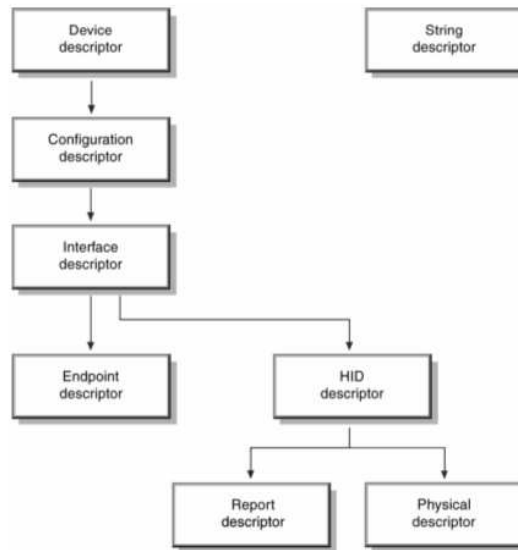 Device
descriptor
String
descriptor
Configuration
descriptor
Interface
descriptor
Endpoint
descriptor
HID
descriptor
Report
descriptor
Physical
descriptor